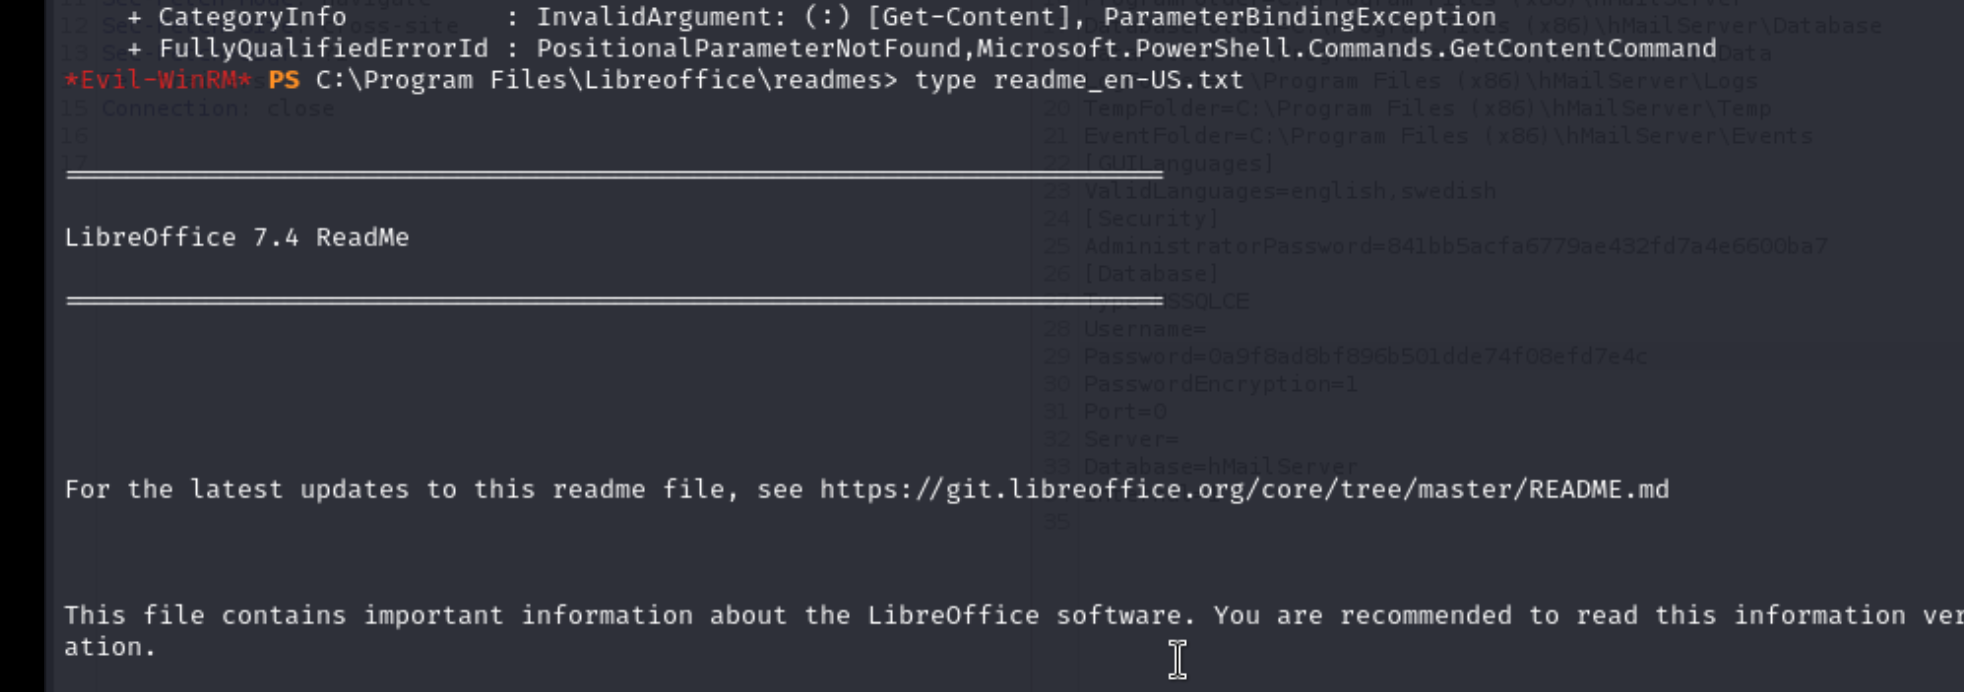 + CategoryInfo          : InvalidArgument: (:) [Get-Content], ParameterBindingException
+ FullyQualifiedErrorId : PositionalParameterNotFound,Microsoft.PowerShell.Commands.GetContentCommand
*Evil-WinRM* PS C:\Program Files\Libreoffice\readmes> type readme_en-US.txt
LibreOffice 7.4 ReadMe
For the latest updates to this readme file, see https://git.libreoffice.org/core/tree/master/README.md
This file contains important information about the LibreOffice software. You are recommended to read this information ver
ation.
15 Connection: close
16
17
20 TempFolder=C:\Program Files (x86)\hMailServer\Temp
21 EventFolder=C:\Program Files (x86)\hMailServer\Events
22 [GUILanguages]
23 ValidLanguages=english,swedish
24 [Security]
25 AdministratorPassword=841bb5acfa6779ae432fd7a4e6600ba7
26 [Database]
27 Type=MSSQLCE
28 Username=
29 Password=0a9f8ad8bf896b501dde74f08efd7e4c
30 PasswordEncryption=1
31 Port=0
32 Server=
33 Database=hMailServer
35